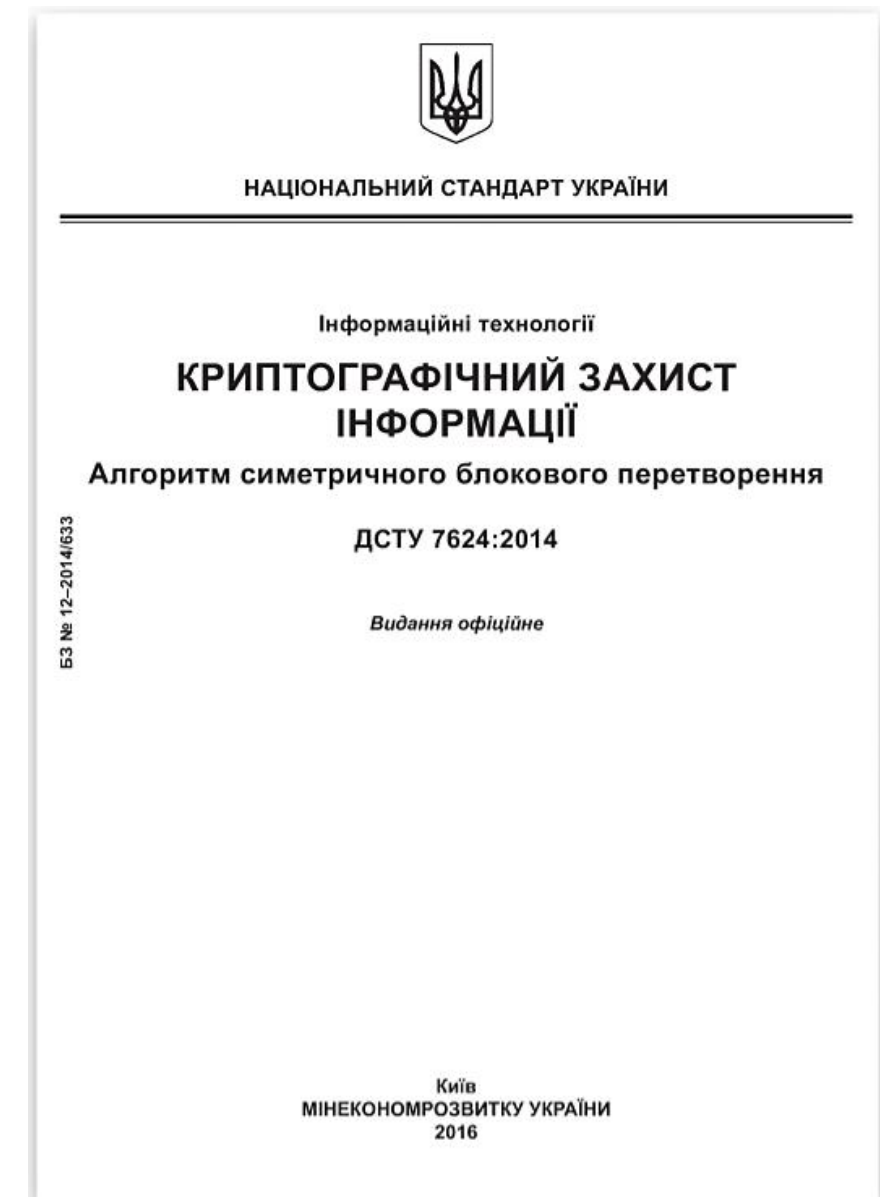 НАЦІОНАЛЬНИЙ СТАНДАРТ УКРАЇНИ
Інформаційні технології
КРИПТОГРАФІЧНИЙ ЗАХИСТ
ІНФОРМАЦІЇ
Алгоритм симетричного блокового перетворення
ДСТУ 7624:2014
БЗ № 12–2014/633
Видання офіційне
Київ
МІНЕКОНОМРОЗВИТКУ УКРАЇНИ
2016